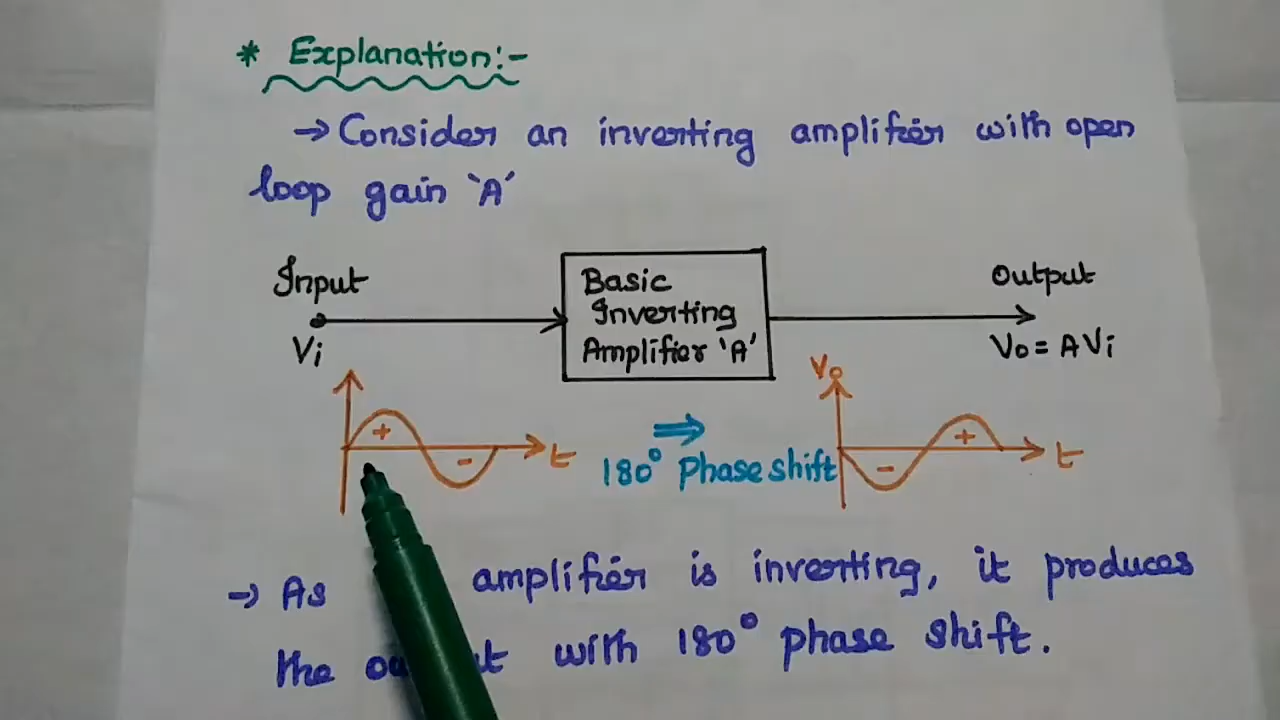 * Explanation:-
→ Consider an inverting amplifier with open
loop gain 'A'
Input
Vi
Basic
Inverting
Amplifier 'A'
Output
Vo = AVi
+
-
t
⇒
180° Phase shift
Vo
-
+
t
→ As amplifier is inverting, it produces
the with 180° phase shift.